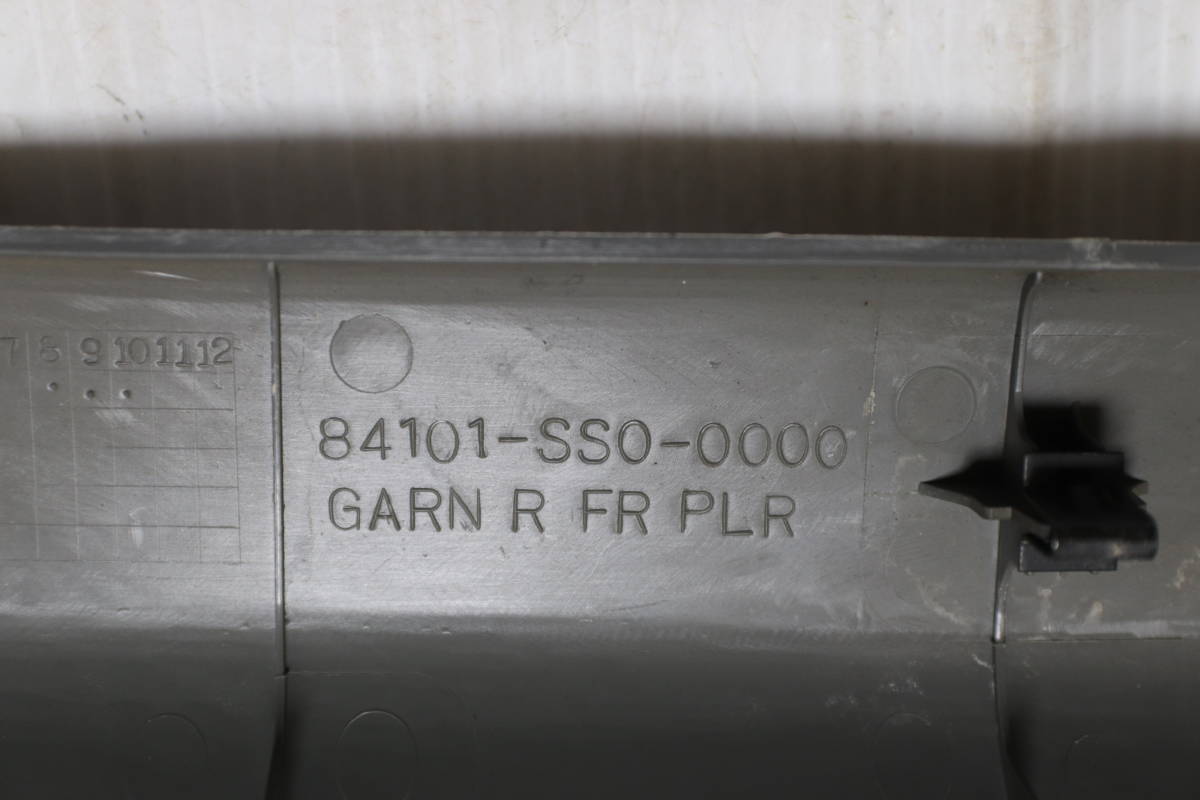 7 8 9 10 11 12
84101-SS0-0000
GARN R FR PLR